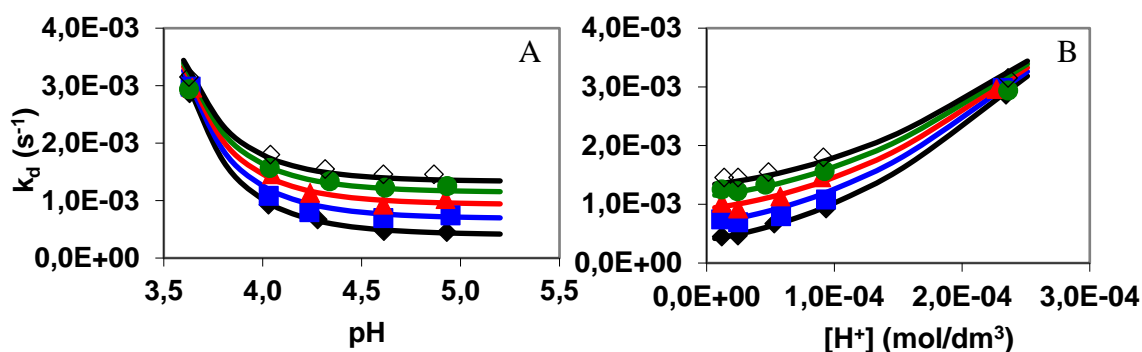 4,0E-03
3,0E-03
2,0E-03
1,0E-03
0,0E+00
k_d (s⁻¹)
A
3,5 4,0 4,5 5,0 5,5
pH
4,0E-03
3,0E-03
2,0E-03
1,0E-03
0,0E+00
B
0,0E+00 1,0E-04 2,0E-04 3,0E-04
[H⁺] (mol/dm³)